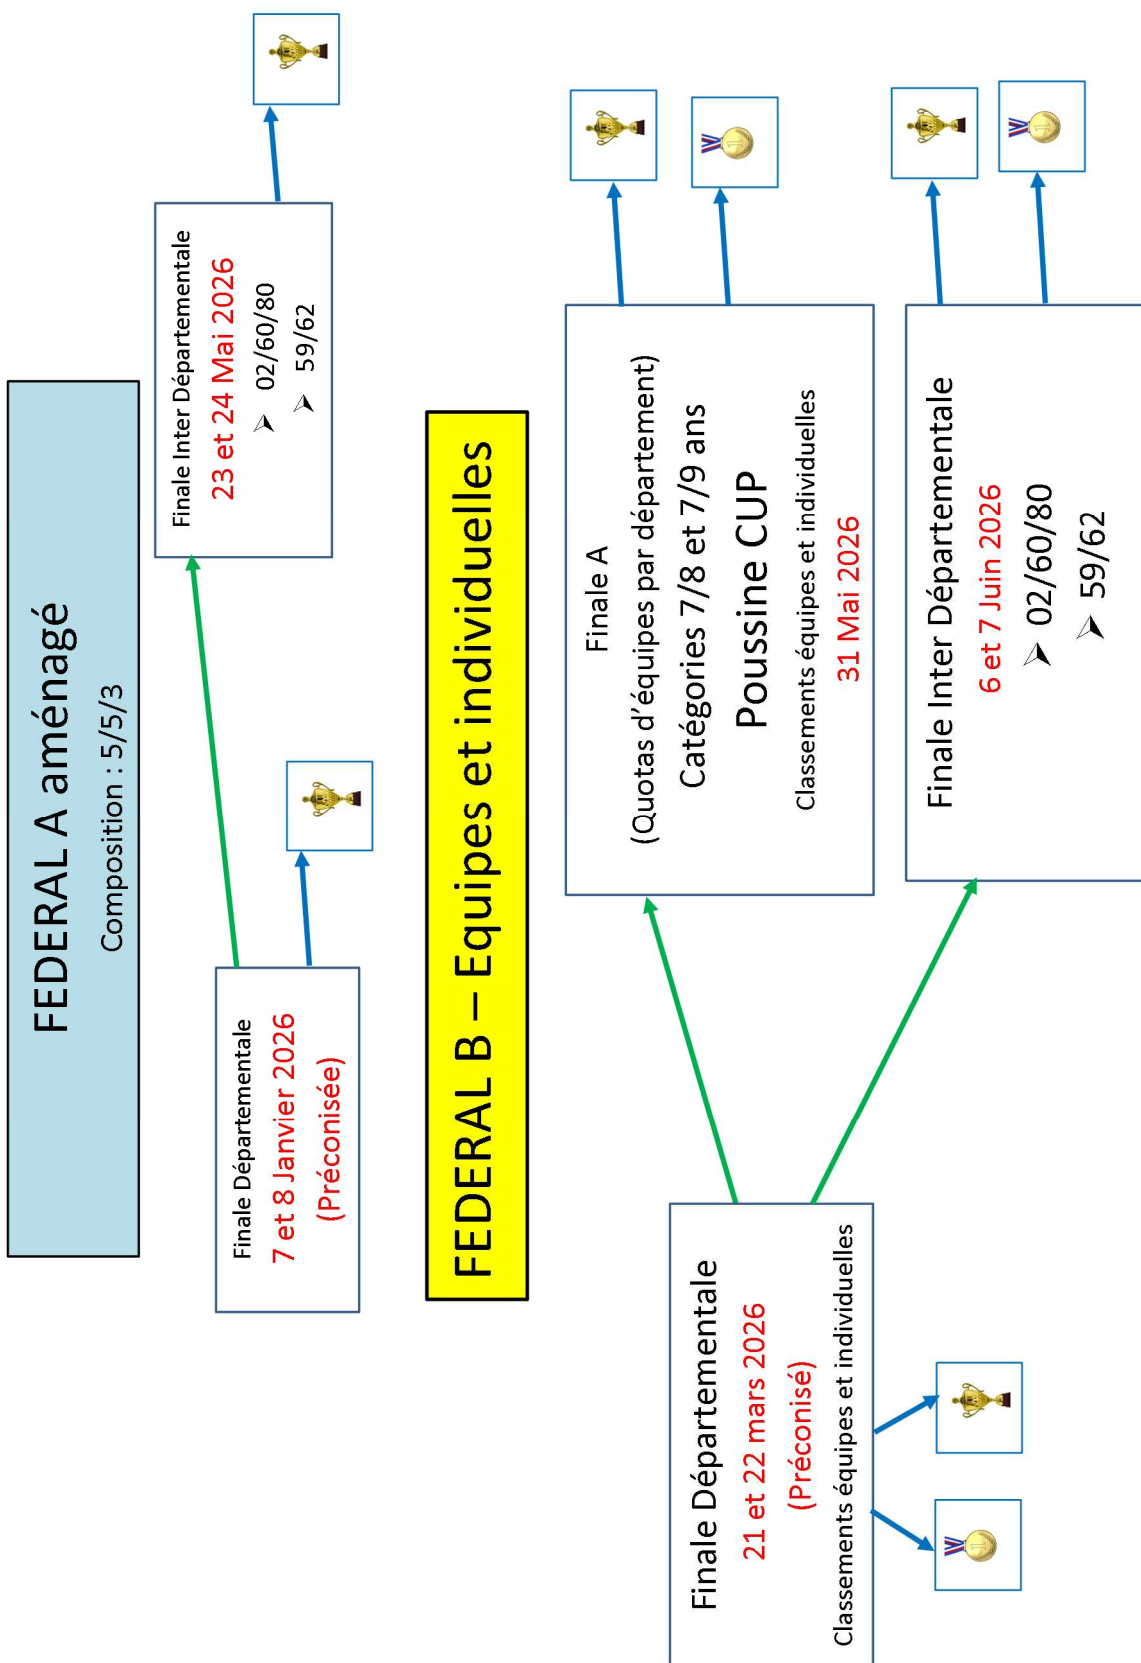 FEDERAL A aménagé
Composition : 5/5/3
Finale Départementale
7 et 8 Janvier 2026
(Préconisée)
Finale Inter Départementale
23 et 24 Mai 2026
➢ 02/60/80
➢ 59/62
FEDERAL B – Equipes et individuelles
Finale Départementale
21 et 22 mars 2026
(Préconisé)
Classements équipes et individuelles
Finale A
(Quotas d’équipes par département)
Catégories 7/8 et 7/9 ans
Poussine CUP
Classements équipes et individuelles
31 Mai 2026
Finale Inter Départementale
6 et 7 Juin 2026
➢ 02/60/80
➢ 59/62